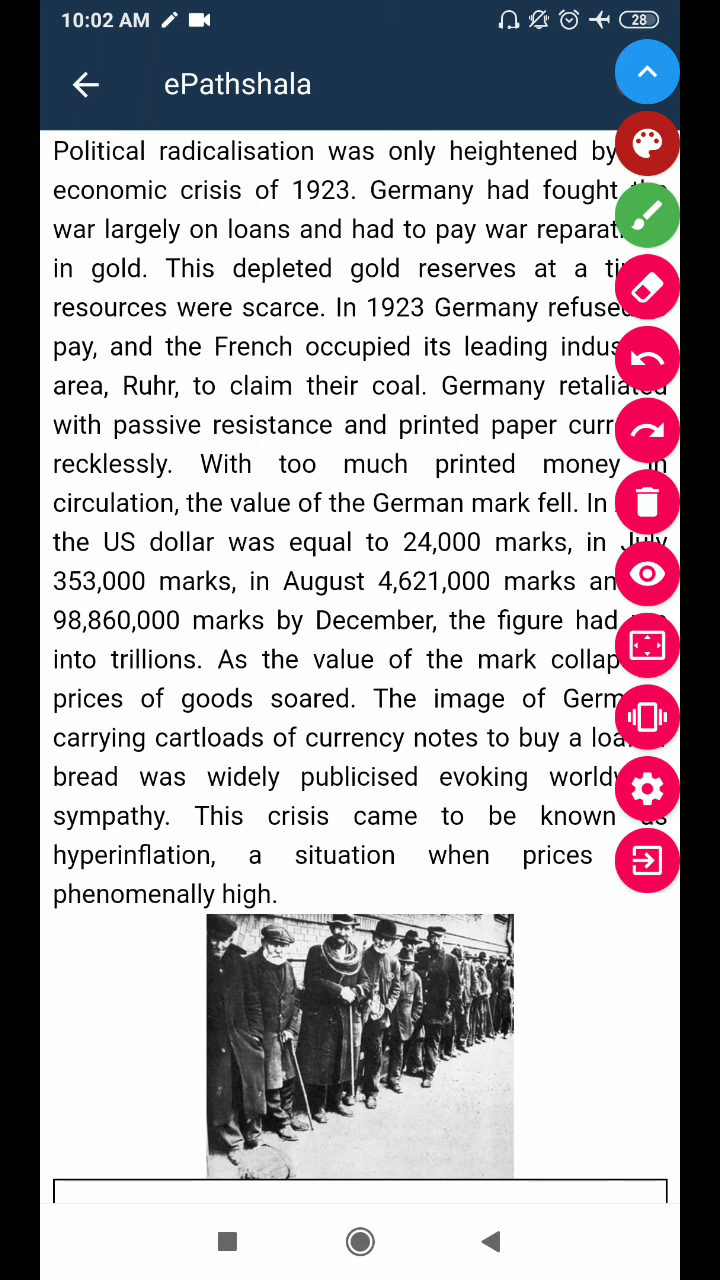 10:02 AM
28
ePathshala
Political radicalisation was only heightened by
economic crisis of 1923. Germany had fought the
war largely on loans and had to pay war
in gold. This depleted gold reserves at a
resources were scarce. In 1923 Germany refused
pay, and the French occupied its leading
area, Ruhr, to claim their coal. Germany retaliated
with passive resistance and printed paper
recklessly. With too much printed money in
circulation, the value of the German mark fell. In
the US dollar was equal to 24,000 marks, in July
353,000 marks, in August 4,621,000 marks
98,860,000 marks by December, the figure had
into trillions. As the value of the mark
prices of goods soared. The image of
carrying cartloads of currency notes to buy a
bread was widely publicised evoking
sympathy. This crisis came to be known as
hyperinflation, a situation when prices
phenomenally high.